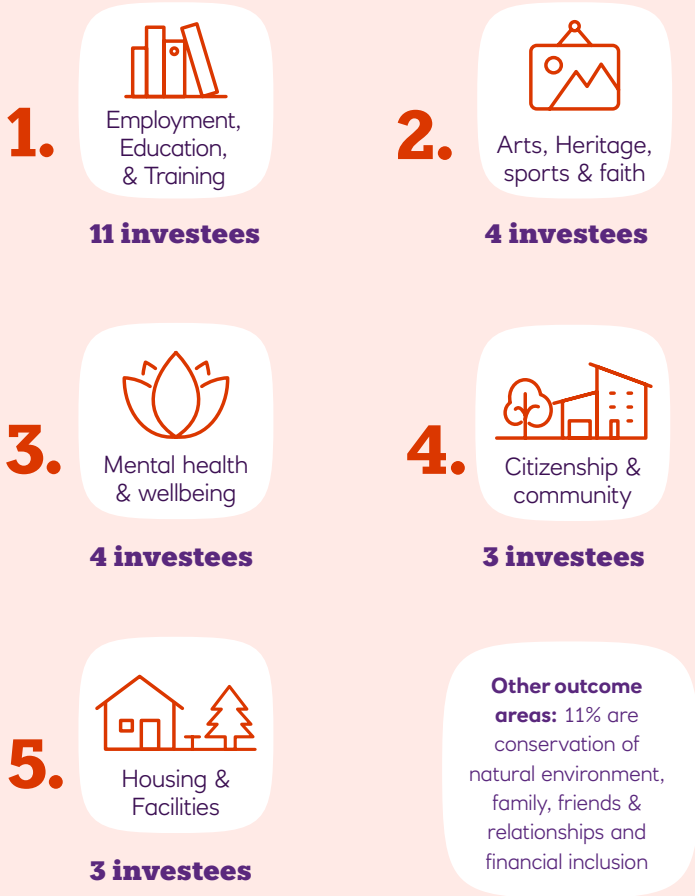 1.
Employment,
Education,
& Training
11 investees
2.
Arts, Heritage,
sports & faith
4 investees
3.
Mental health
& wellbeing
4 investees
4.
Citizenship &
community
3 investees
5.
Housing &
Facilities
3 investees
Other outcome
areas: 11% are
conservation of
natural environment,
family, friends &
relationships and
financial inclusion